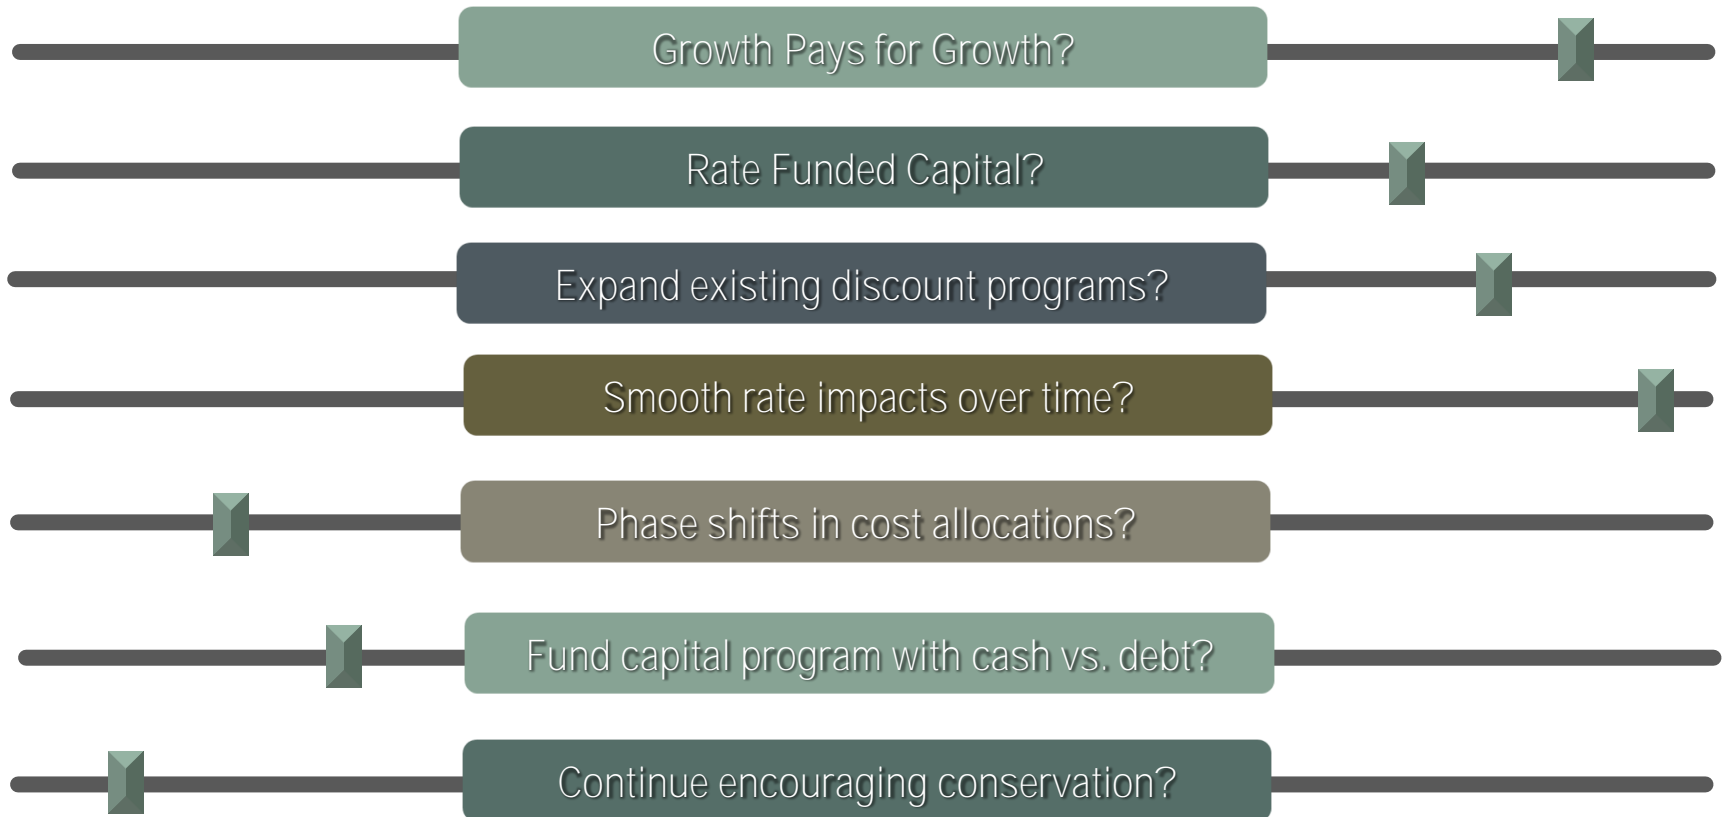 Growth Pays for Growth?
Rate Funded Capital?
Expand existing discount programs?
Smooth rate impacts over time?
Phase shifts in cost allocations?
Fund capital program with cash vs. debt?
Continue encouraging conservation?